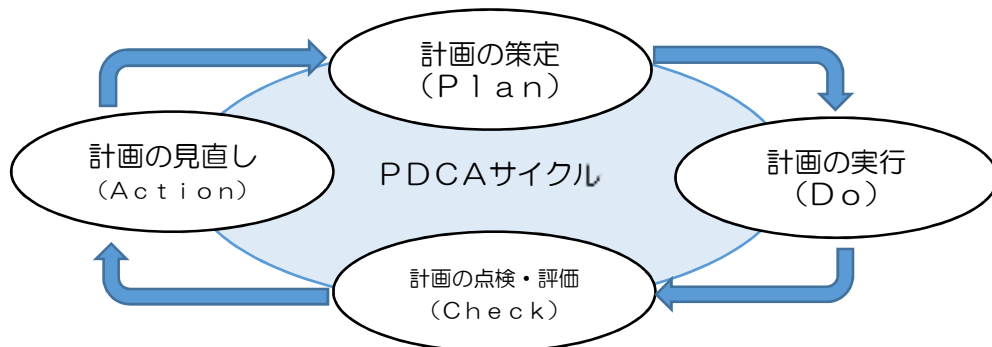 計画の策定
（Ｐｌａｎ）
計画の見直し
（Ａｃｔｉｏｎ）
ＰＤＣＡサイクル
計画の実行
（Ｄｏ）
計画の点検・評価
（Ｃｈｅｃｋ）